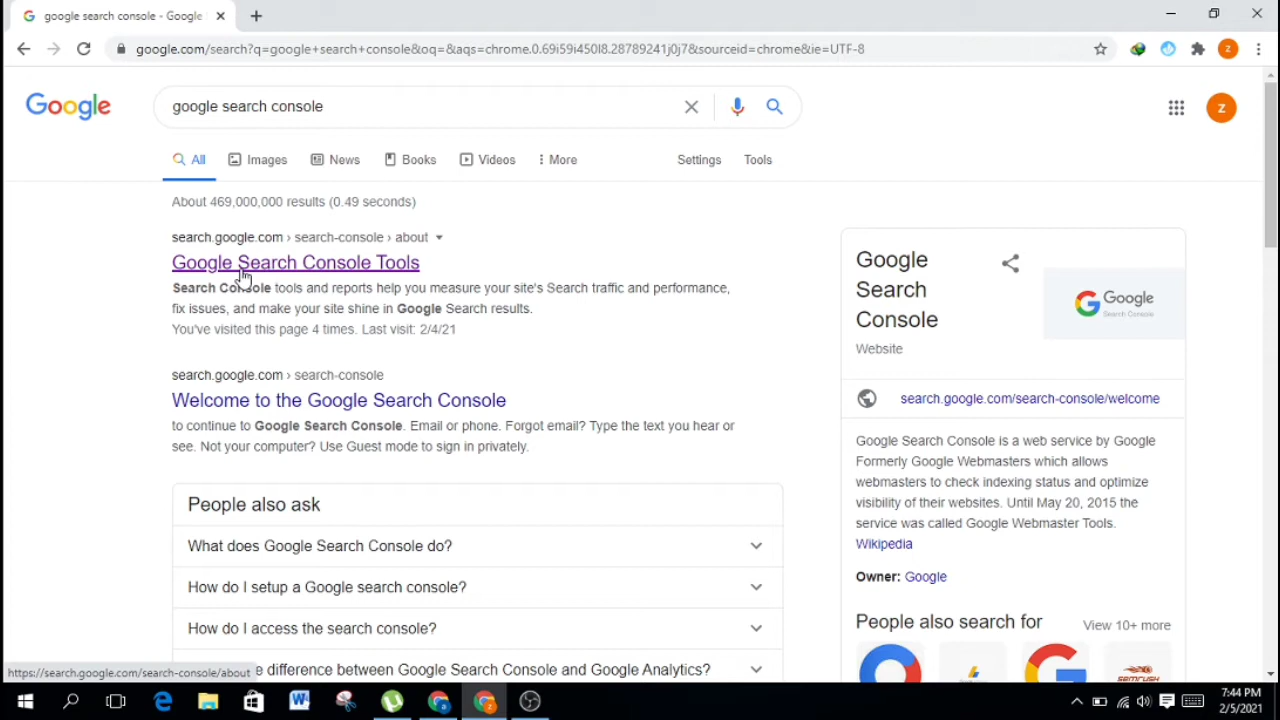 google search console - Google
google.com/search?q=google+search+console&oq=&aqs=chrome.0.69i59i450l8.28789241j0j7&sourceid=chrome&ie=UTF-8
z
Google
google search console
z
All
Images
News
Books
Videos
More
Settings
Tools
About 469,000,000 results (0.49 seconds)
search.google.com › search-console › about
Google Search Console Tools
Search Console tools and reports help you measure your site's Search traffic and performance,
fix issues, and make your site shine in Google Search results.
You've visited this page 4 times. Last visit: 2/4/21
search.google.com › search-console
Welcome to the Google Search Console
to continue to Google Search Console. Email or phone. Forgot email? Type the text you hear or
see. Not your computer? Use Guest mode to sign in privately.
People also ask
What does Google Search Console do?
How do I setup a Google search console?
How do I access the search console?
e difference between Google Search Console and Google Analytics?
Google
Search
Console
Website
Google
Search Console
search.google.com/search-console/welcome
Google Search Console is a web service by Google
Formerly Google Webmasters which allows
webmasters to check indexing status and optimize
visibility of their websites. Until May 20, 2015 the
service was called Google Webmaster Tools.
Wikipedia
Owner: Google
People also search for
View 10+ more
SEMRUSH
https://search.google.com/search-console/about
7:44 PM
2/5/2021